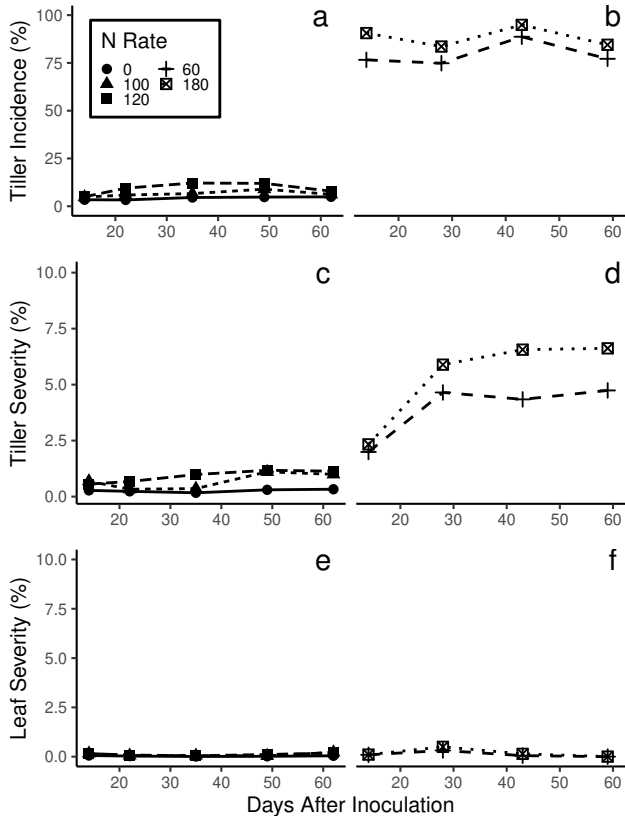 Tiller Incidence (%)
100
75
50
25
0
N Rate
0
60
100
180
120
a
b
20 30 40 50 60
20 30 40 50 60
Tiller Severity (%)
10.0
7.5
5.0
2.5
0.0
c
d
20 30 40 50 60
20 30 40 50 60
Leaf Severity (%)
10.0
7.5
5.0
2.5
0.0
e
f
20 30 40 50 60
20 30 40 50 60
Days After Inoculation